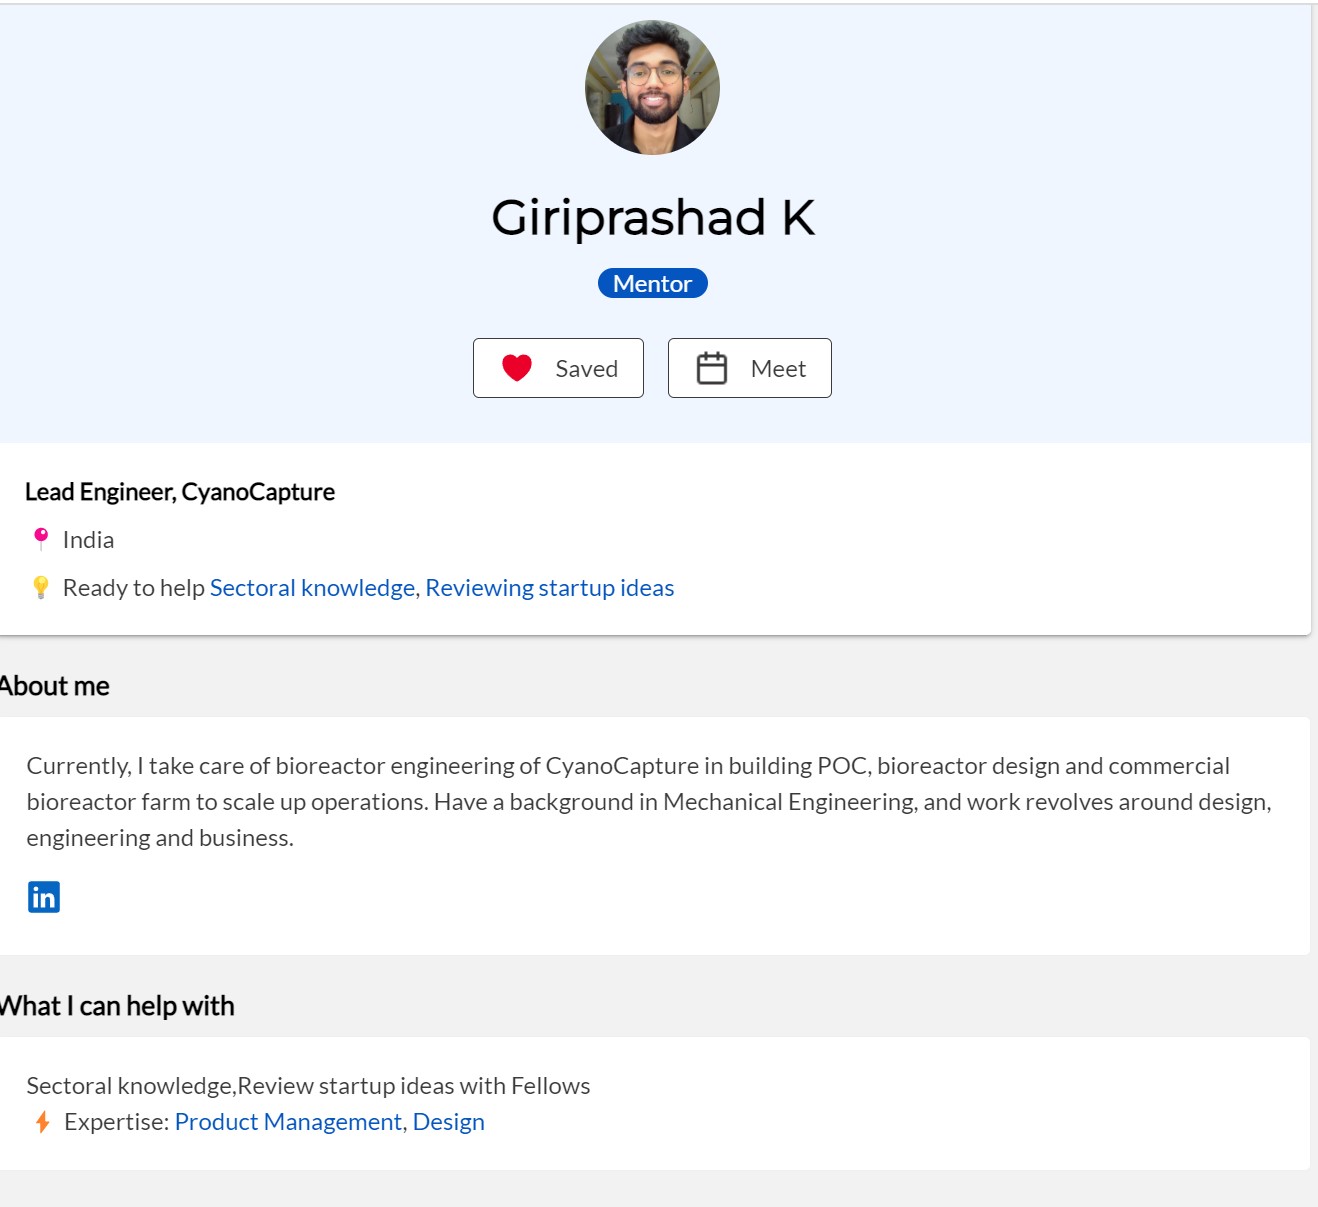 Giriprashad K
Mentor
Saved
Meet
Lead Engineer, CyanoCapture
India
Ready to help Sectoral knowledge, Reviewing startup ideas
About me
Currently, I take care of bioreactor engineering of CyanoCapture in building POC, bioreactor design and commercial
bioreactor farm to scale up operations. Have a background in Mechanical Engineering, and work revolves around design,
engineering and business.
in
What I can help with
Sectoral knowledge,Review startup ideas with Fellows
Expertise: Product Management, Design